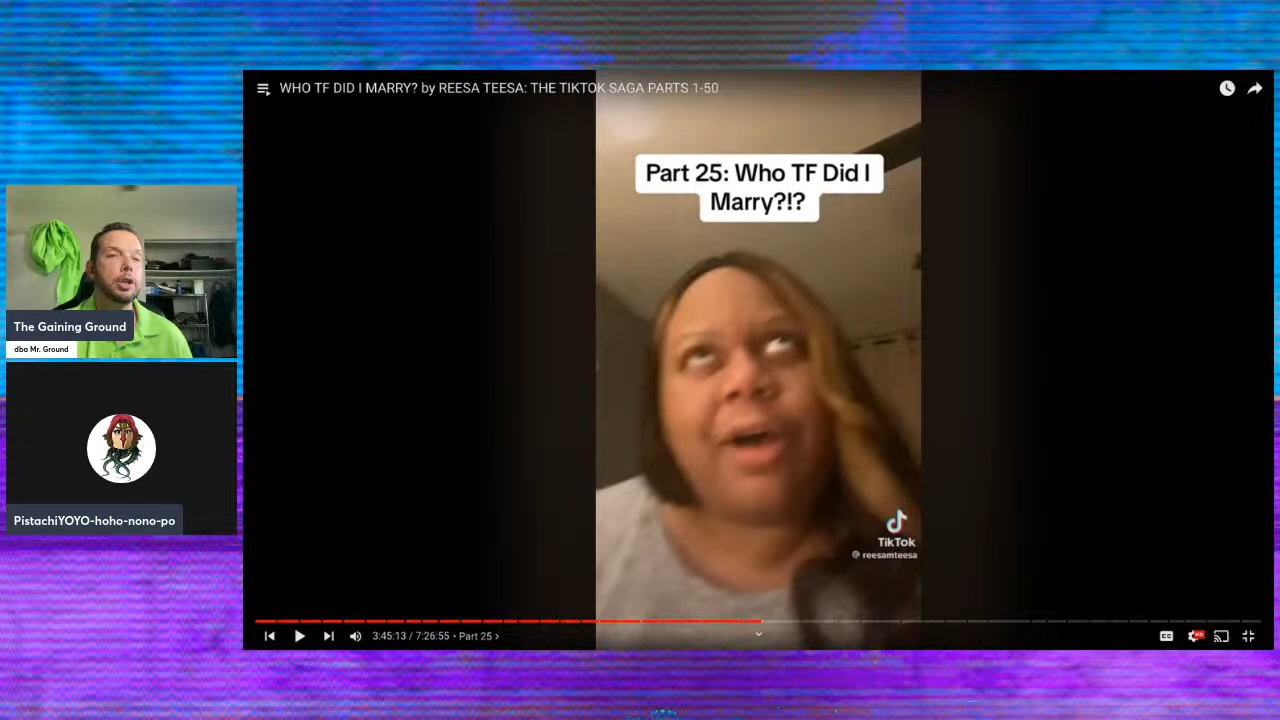 WHO TF DID I MARRY? by REESA TEESA: THE TIKTOK SAGA PARTS 1-50
Part 25: Who TF Did I
Marry?!?
The Gaining Ground
dba Mr. Ground
PistachiYOYO-hoho-nono-po
TikTok
@ reesamteesa
3:45:13 / 7:26:55 • Part 25 ›
CC
HD